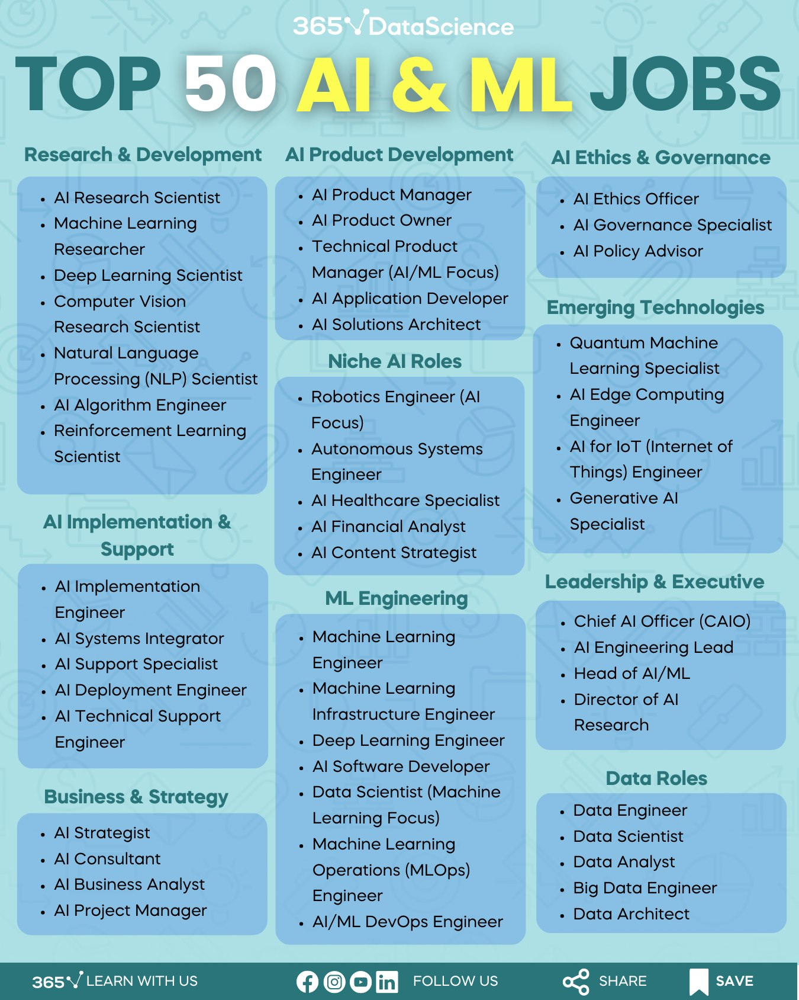 365 DataScience
TOP 50 AI & ML JOBS
Research & Development
• AI Research Scientist
• Machine Learning
Researcher
• Deep Learning Scientist
• Computer Vision
Research Scientist
• Natural Language
Processing (NLP) Scientist
• AI Algorithm Engineer
• Reinforcement Learning
Scientist
AI Implementation &
Support
• AI Implementation
Engineer
• AI Systems Integrator
• AI Support Specialist
• AI Deployment Engineer
• AI Technical Support
Engineer
Business & Strategy
• AI Strategist
• AI Consultant
• AI Business Analyst
• AI Project Manager
AI Product Development
• AI Product Manager
• AI Product Owner
• Technical Product
Manager (AI/ML Focus)
• AI Application Developer
• AI Solutions Architect
Niche AI Roles
• Robotics Engineer (AI
Focus)
• Autonomous Systems
Engineer
• AI Healthcare Specialist
• AI Financial Analyst
• AI Content Strategist
ML Engineering
• Machine Learning
Engineer
• Machine Learning
Infrastructure Engineer
• Deep Learning Engineer
• AI Software Developer
• Data Scientist (Machine
Learning Focus)
• Machine Learning
Operations (MLOps)
Engineer
• AI/ML DevOps Engineer
AI Ethics & Governance
• AI Ethics Officer
• AI Governance Specialist
• AI Policy Advisor
Emerging Technologies
• Quantum Machine
Learning Specialist
• AI Edge Computing
Engineer
• AI for IoT (Internet of
Things) Engineer
• Generative AI
Specialist
Leadership & Executive
• Chief AI Officer (CAIO)
• AI Engineering Lead
• Head of AI/ML
• Director of AI
Research
Data Roles
• Data Engineer
• Data Scientist
• Data Analyst
• Big Data Engineer
• Data Architect
365 LEARN WITH US
FOLLOW US
SHARE
SAVE